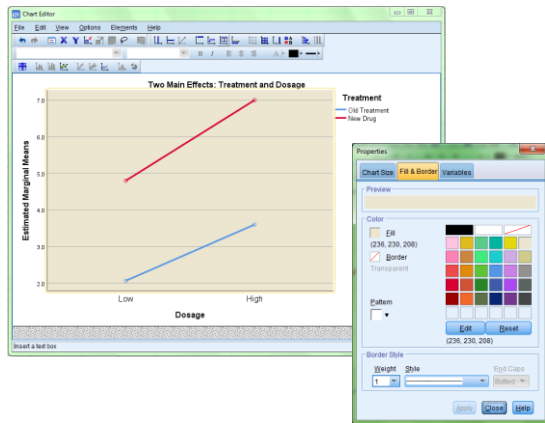 Chart Editor
File Edit View Options Elements Help
Two Main Effects: Treatment and Dosage
Treatment
Old Treatment
New Drug
Estimated Marginal Means
7.0
6.0
5.0
4.0
3.0
2.0
Low High
Dosage
Insert a text box
Properties
Chart Size Fill & Border Variables
Preview
Color
Fill
(236, 230, 208)
Border
Transparent
Pattern
Edit Reset
(236, 230, 208)
Border Style
Weight Style End Caps
1 Butted
Apply Close Help